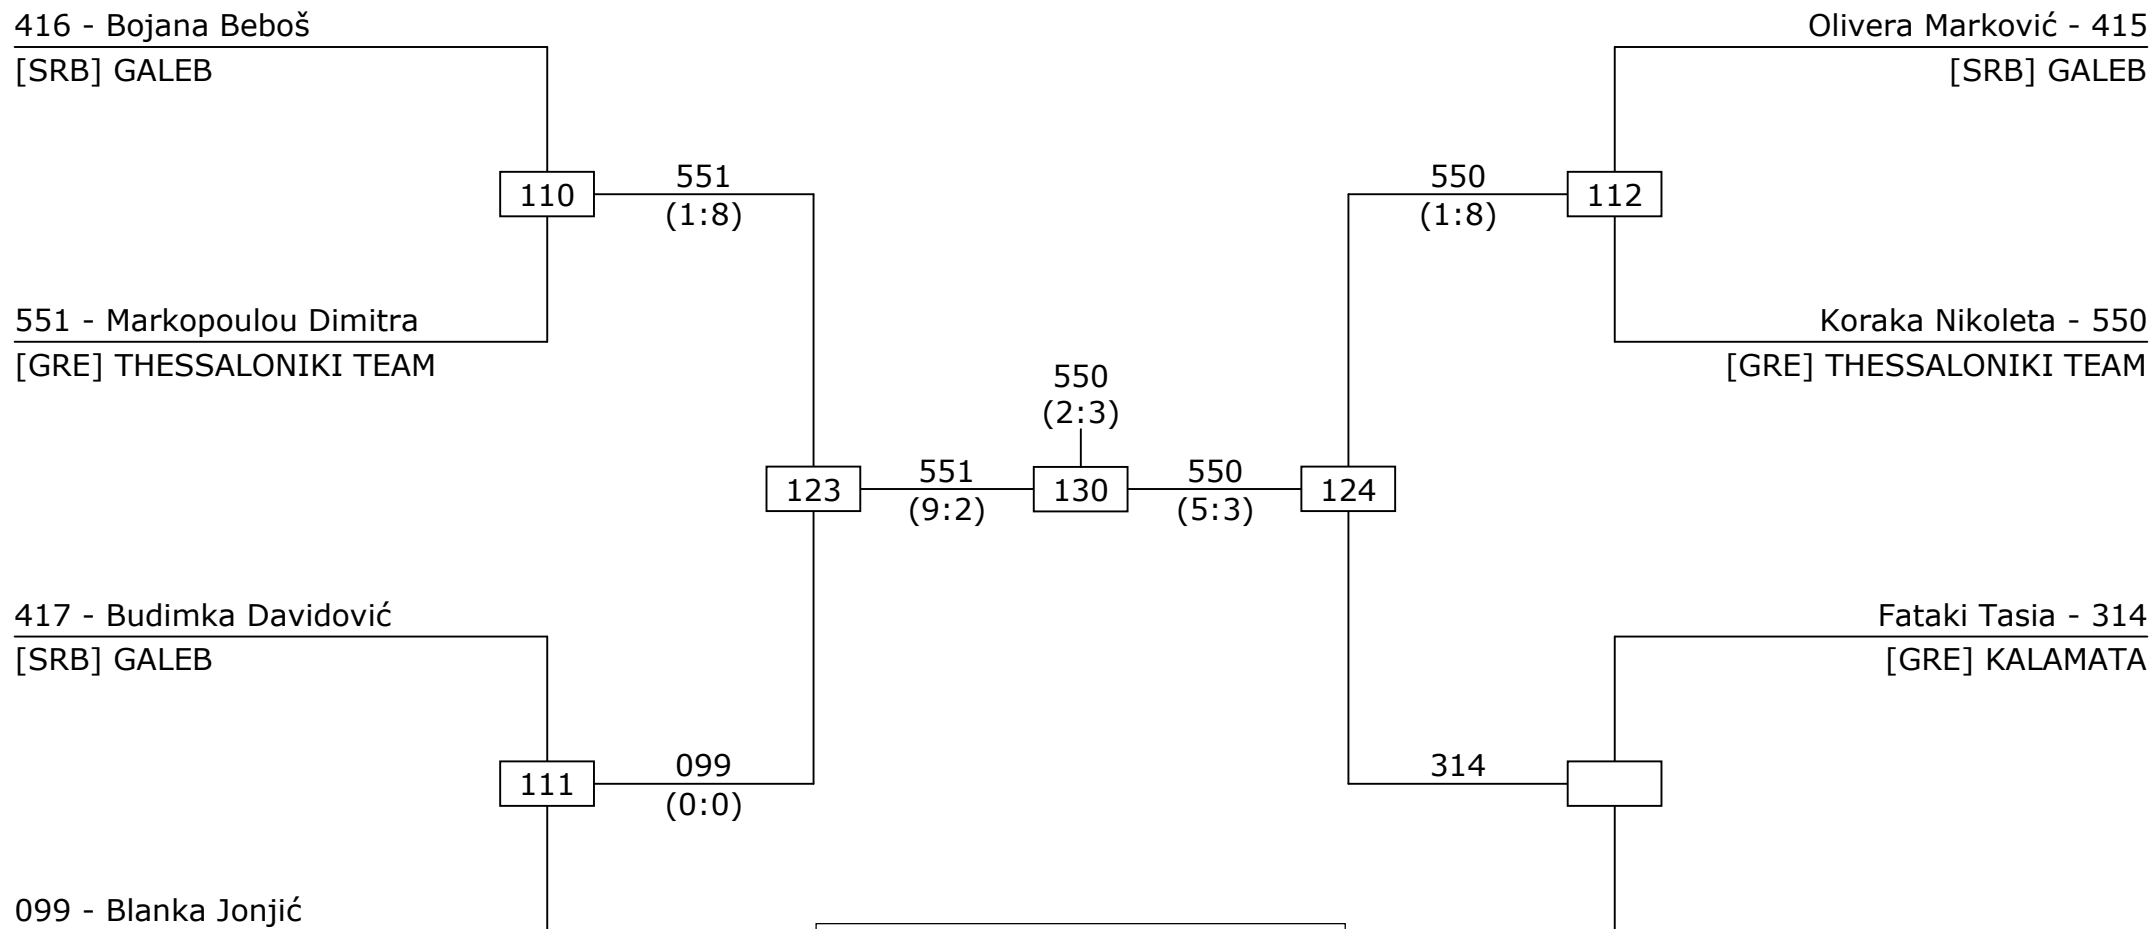 416 - Bojana Beboš
[SRB] GALEB
Olivera Marković - 415
[SRB] GALEB
551
(1:8)
110
550
(1:8)
112
551 - Markopoulou Dimitra
[GRE] THESSALONIKI TEAM
Koraka Nikoleta - 550
[GRE] THESSALONIKI TEAM
550
(2:3)
123
551
(9:2)
130
550
(5:3)
124
417 - Budimka Davidović
[SRB] GALEB
Fataki Tasia - 314
[GRE] KALAMATA
111
099
(0:0)
314
099 - Blanka Jonjić